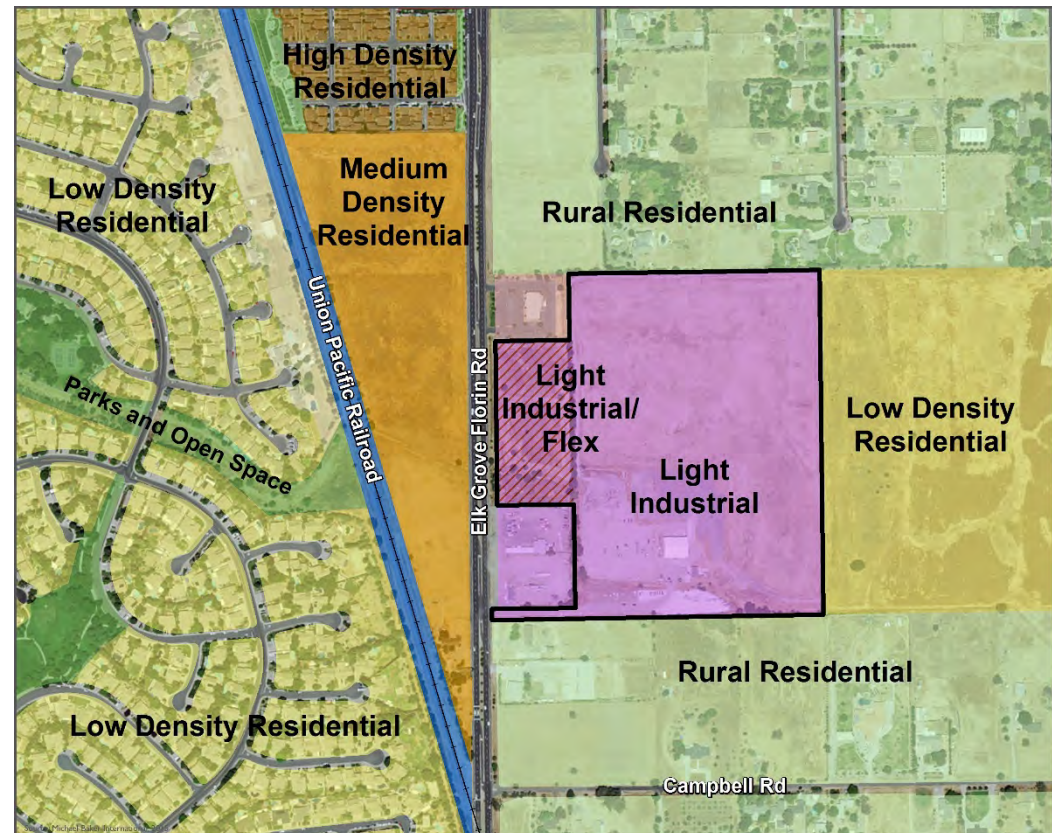 High Density
Residential
Low Density
Residential
Medium
Density
Residential
Rural Residential
Union Pacific Railroad
Elk Grove Florin Rd
Light
Industrial/
Flex
Low Density
Residential
Parks and Open Space
Light
Industrial
Rural Residential
Low Density Residential
Campbell Rd